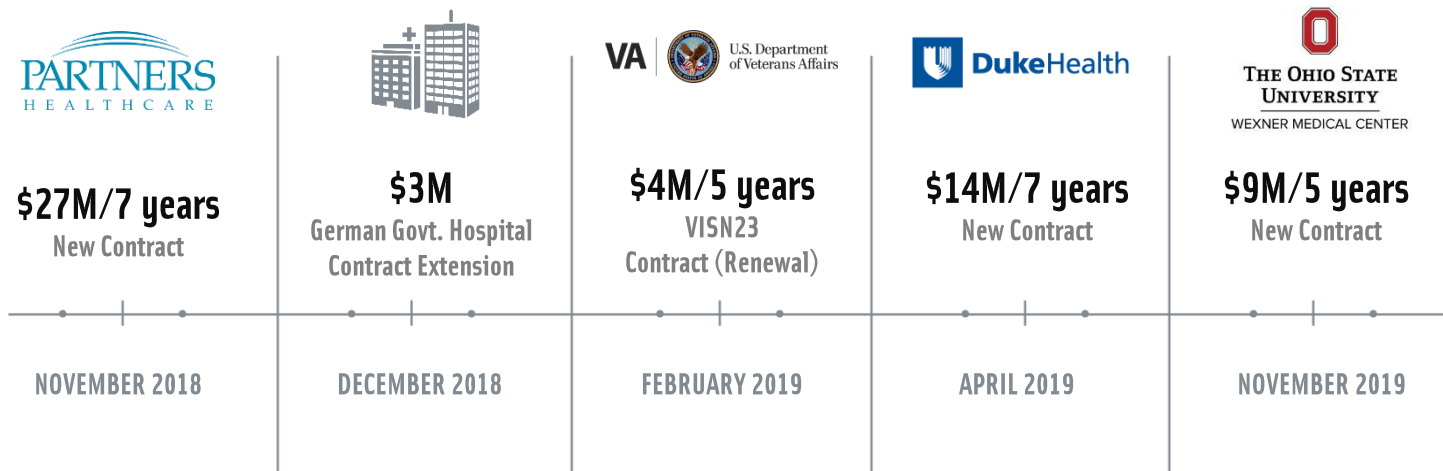 PARTNERS
HEALTHCARE
$27M/7 years
New Contract
NOVEMBER 2018
$3M
German Govt. Hospital
Contract Extension
DECEMBER 2018
VA
U.S. Department
of Veterans Affairs
$4M/5 years
VISN23
Contract (Renewal)
FEBRUARY 2019
DukeHealth
$14M/7 years
New Contract
APRIL 2019
THE OHIO STATE
UNIVERSITY
WEXNER MEDICAL CENTER
$9M/5 years
New Contract
NOVEMBER 2019